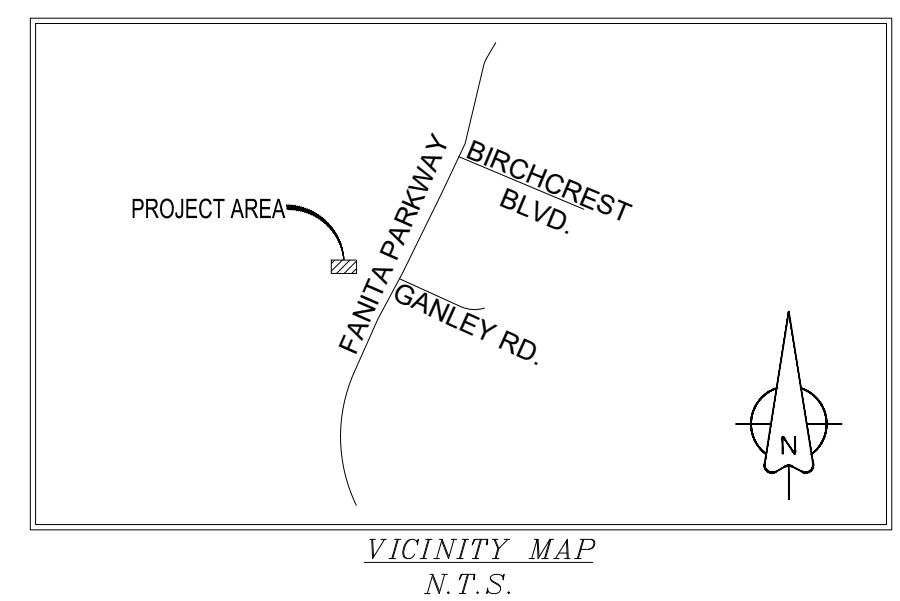 BIRCHCREST
BLVD.
FANITA PARKWAY
PROJECT AREA
GANLEY RD.
N
VICINITY MAP
N.T.S.